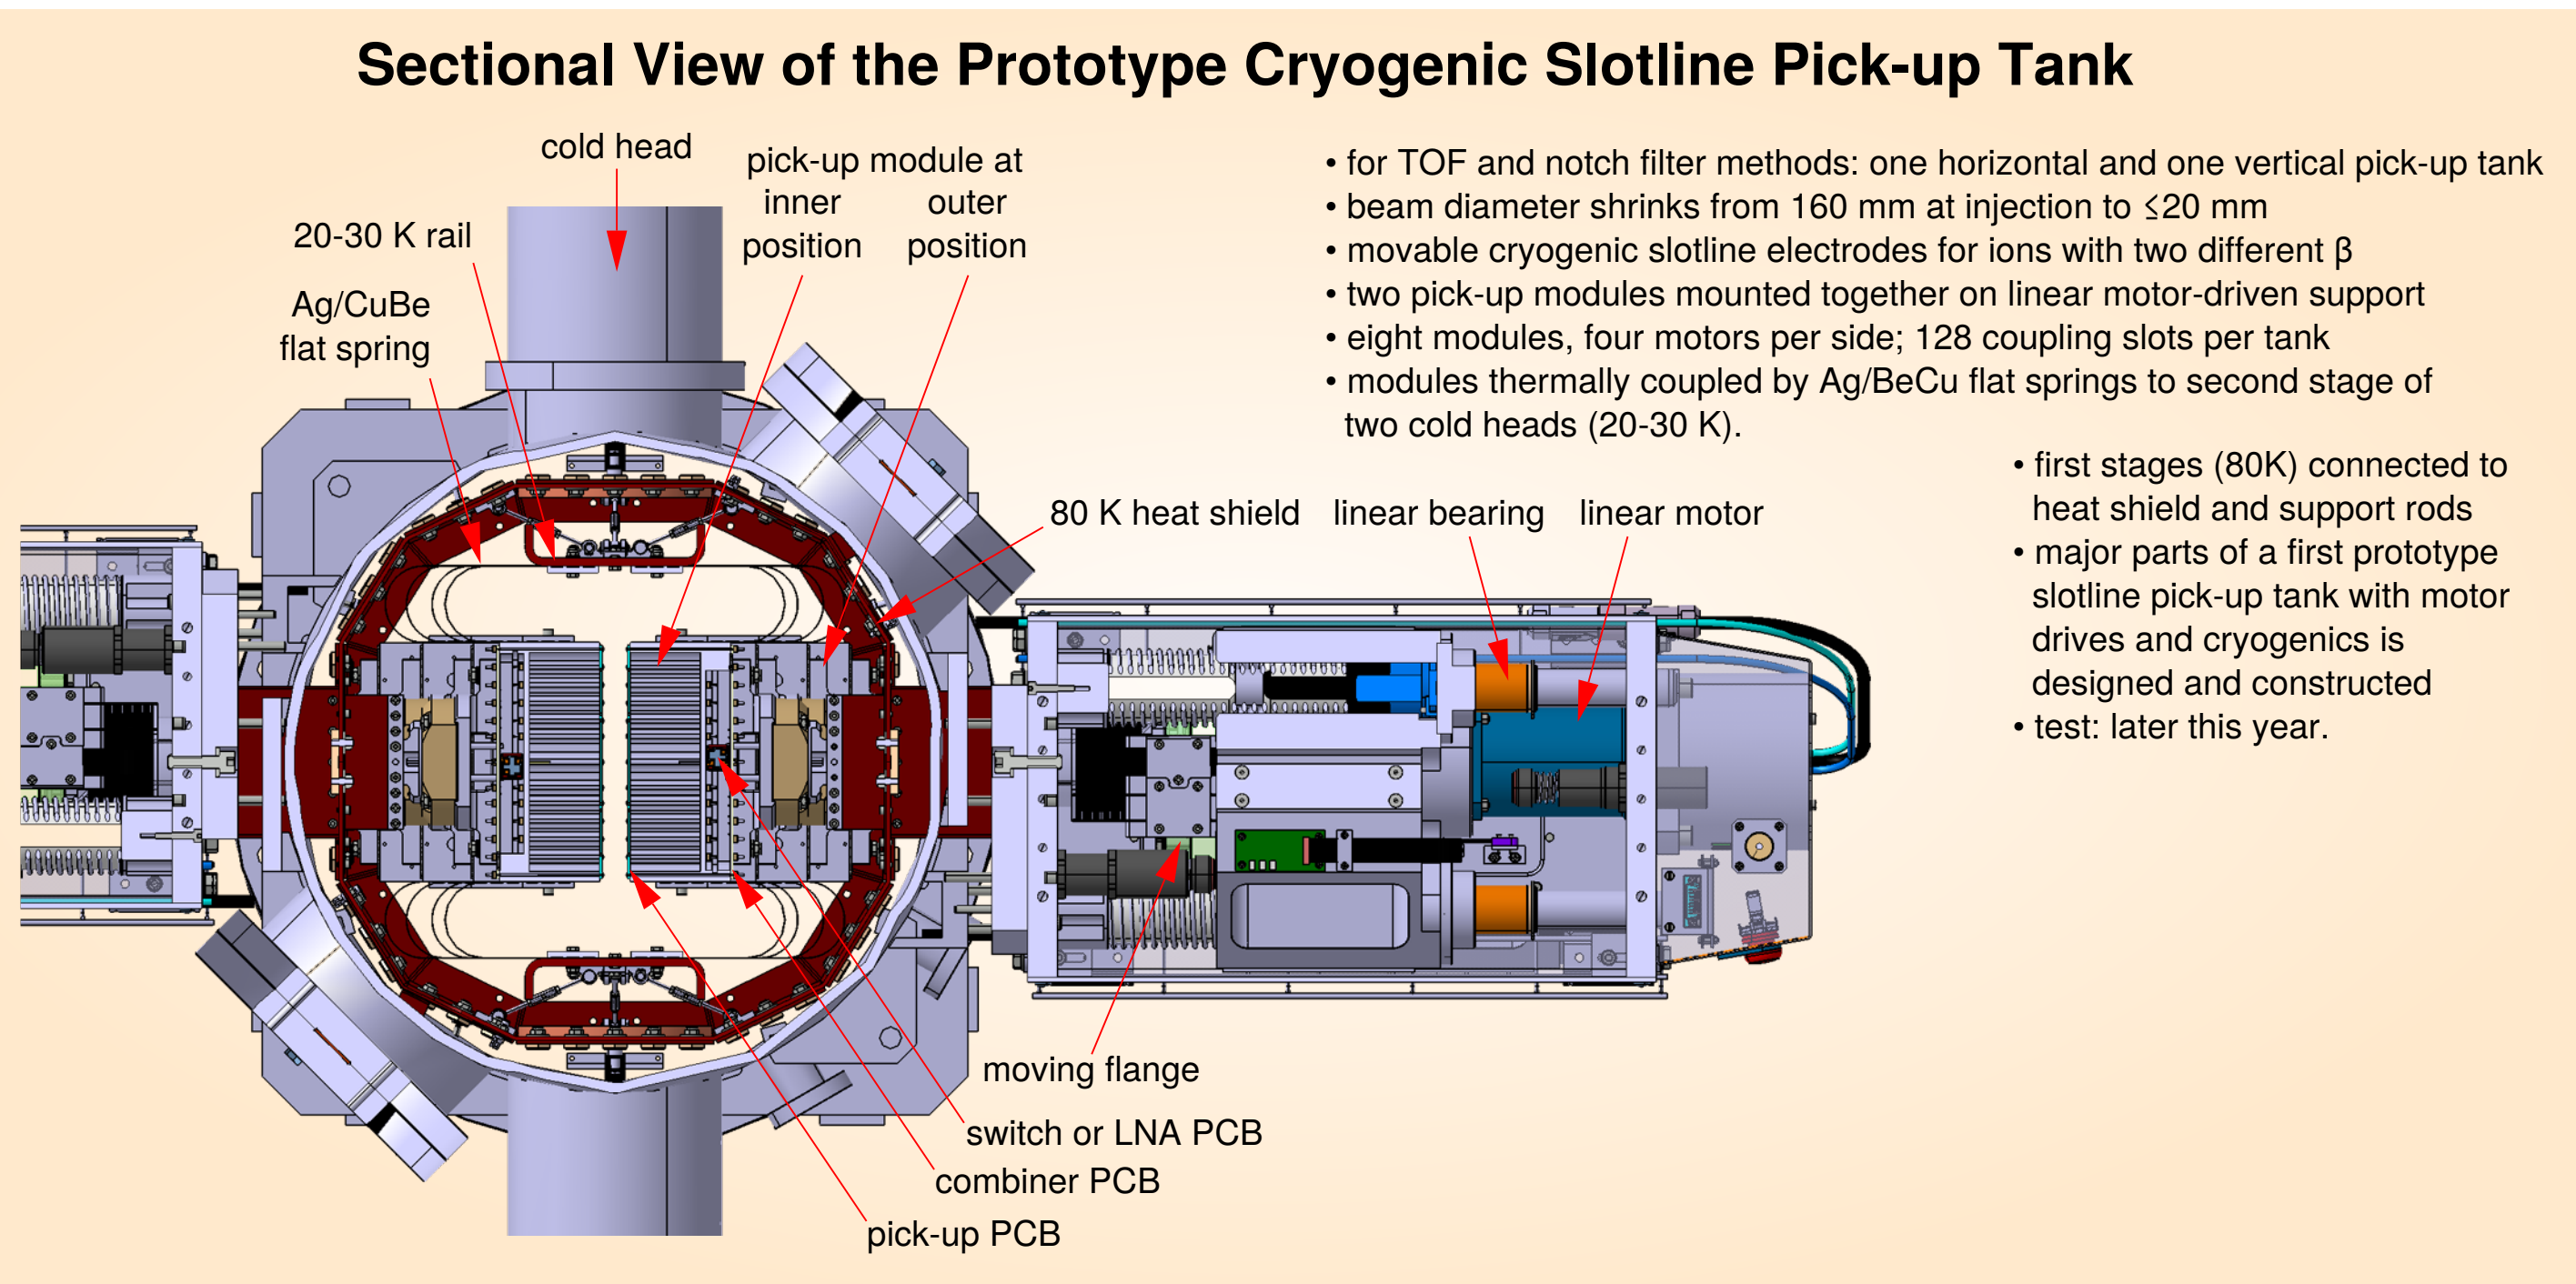 Sectional View of the Prototype Cryogenic Slotline Pick-up Tank
cold head
pick-up module at
inner
position
outer
position
20-30 K rail
Ag/CuBe
flat spring
• for TOF and notch filter methods: one horizontal and one vertical pick-up tank
• beam diameter shrinks from 160 mm at injection to ≤20 mm
• movable cryogenic slotline electrodes for ions with two different β
• two pick-up modules mounted together on linear motor-driven support
• eight modules, four motors per side; 128 coupling slots per tank
• modules thermally coupled by Ag/BeCu flat springs to second stage of
two cold heads (20-30 K).
• first stages (80K) connected to
heat shield and support rods
• major parts of a first prototype
slotline pick-up tank with motor
drives and cryogenics is
designed and constructed
• test: later this year.
80 K heat shield
linear bearing
linear motor
moving flange
switch or LNA PCB
combiner PCB
pick-up PCB